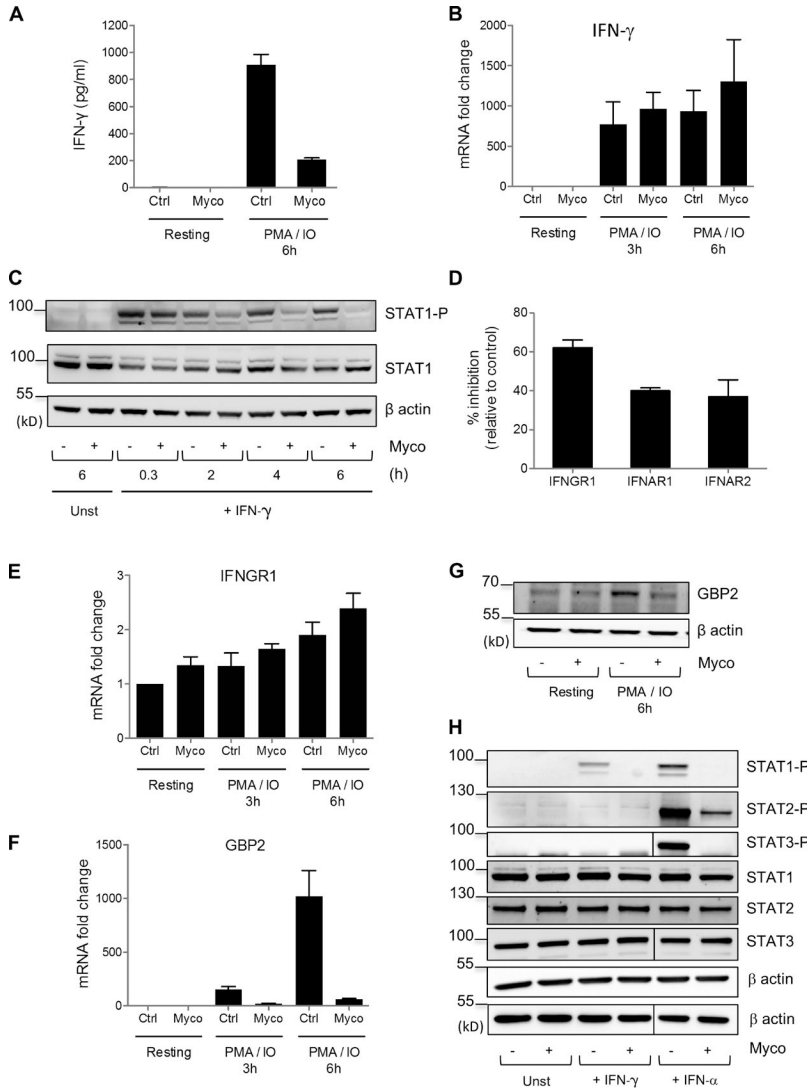 A
IFN-γ (pg/ml)
1200
1000
800
600
400
200
0
Ctrl Myco Ctrl Myco
Resting PMA / IO
6h
B
IFN-γ
mRNA fold change
2000
1500
1000
500
0
Ctrl Myco Ctrl Myco Ctrl Myco
Resting PMA / IO PMA / IO
3h 6h
C
100 STAT1-P
100 STAT1
55 β actin
(kD)
- + - + - + - + - + Myco
6 0.3 2 4 6 (h)
Unst + IFN-γ
D
% inhibition
(relative to control)
80
60
40
20
0
IFNGR1 IFNAR1 IFNAR2
E
IFNGR1
mRNA fold change
3
2
1
0
Ctrl Myco Ctrl Myco Ctrl Myco
Resting PMA / IO PMA / IO
3h 6h
F
GBP2
mRNA fold change
1500
1000
500
0
Ctrl Myco Ctrl Myco Ctrl Myco
Resting PMA / IO PMA / IO
3h 6h
G
70 GBP2
55 β actin
(kD)
- + - + Myco
Resting PMA / IO
6h
H
100 STAT1-P
130 STAT2-P
100 STAT3-P
100 STAT1
130 STAT2
100 STAT3
55 β actin
55 β actin
(kD)
- + - + - + Myco
Unst + IFN-γ + IFN-α